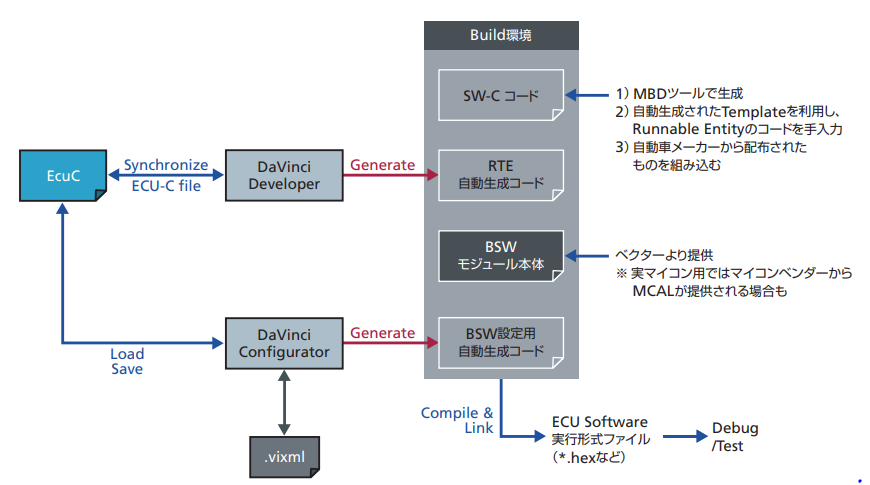 Build環境
SW-C コード
1）MBDツールで生成
2）自動生成されたTemplateを利用し、
Runnable Entityのコードを手入力
3）自動車メーカーから配布された
ものを組み込む
EcuC
Synchronize
ECU-C file
DaVinci
Developer
Generate
RTE
自動生成コード
BSW
モジュール本体
ベクターより提供
※ 実マイコン用ではマイコンベンダーから
MCALが提供される場合も
Load
Save
DaVinci
Configurator
Generate
BSW設定用
自動生成コード
.vixml
Compile &
Link
ECU Software
実行形式ファイル
（*.hexなど）
Debug
/Test